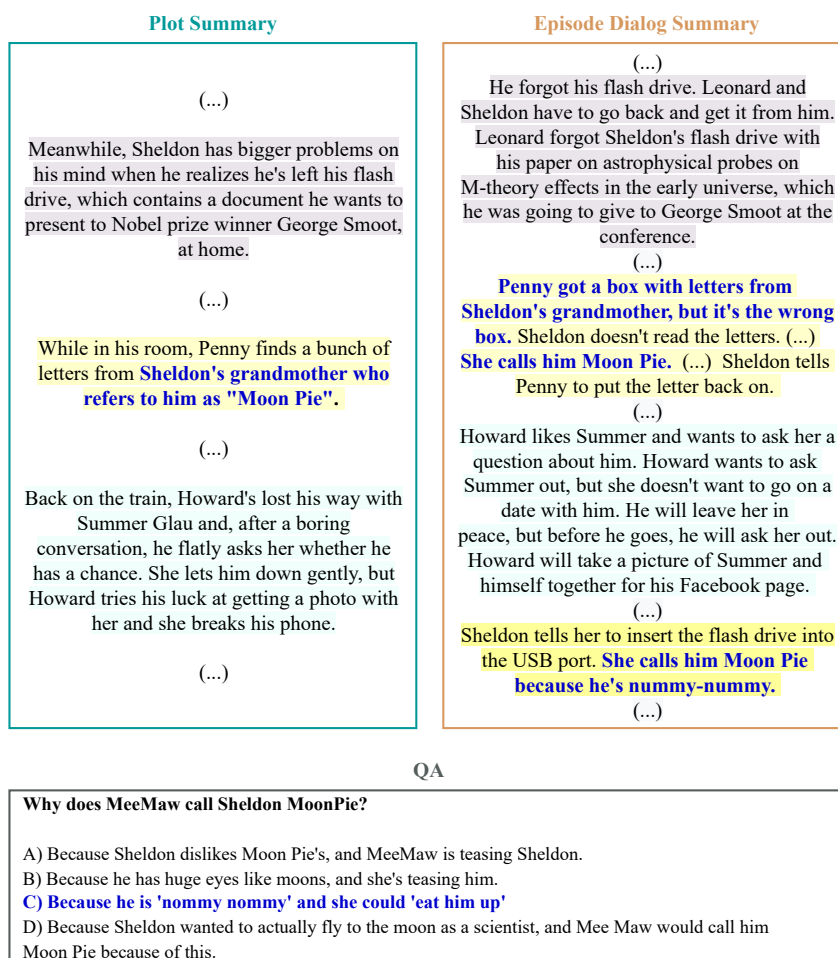 Plot Summary
(...)
Meanwhile, Sheldon has bigger problems on
his mind when he realizes he's left his flash
drive, which contains a document he wants to
present to Nobel prize winner George Smoot,
at home.
(...)
While in his room, Penny finds a bunch of
letters from Sheldon's grandmother who
refers to him as "Moon Pie".
(...)
Back on the train, Howard's lost his way with
Summer Glau and, after a boring
conversation, he flatly asks her whether he
has a chance. She lets him down gently, but
Howard tries his luck at getting a photo with
her and she breaks his phone.
(...)
Episode Dialog Summary
(...)
He forgot his flash drive. Leonard and
Sheldon have to go back and get it from him.
Leonard forgot Sheldon's flash drive with
his paper on astrophysical probes on
M-theory effects in the early universe, which
he was going to give to George Smoot at the
conference.
(...)
Penny got a box with letters from
Sheldon's grandmother, but it's the wrong
box. Sheldon doesn't read the letters. (...)
She calls him Moon Pie. (...) Sheldon tells
Penny to put the letter back on.
(...)
Howard likes Summer and wants to ask her a
question about him. Howard wants to ask
Summer out, but she doesn't want to go on a
date with him. He will leave her in
peace, but before he goes, he will ask her out.
Howard will take a picture of Summer and
himself together for his Facebook page.
(...)
Sheldon tells her to insert the flash drive into
the USB port. She calls him Moon Pie
because he's nummy-nummy.
(...)
QA
Why does MeeMaw call Sheldon MoonPie?
A) Because Sheldon dislikes Moon Pie's, and MeeMaw is teasing Sheldon.
B) Because he has huge eyes like moons, and she's teasing him.
C) Because he is 'nommy nommy' and she could 'eat him up'
D) Because Sheldon wanted to actually fly to the moon as a scientist, and Mee Maw would call him
Moon Pie because of this.